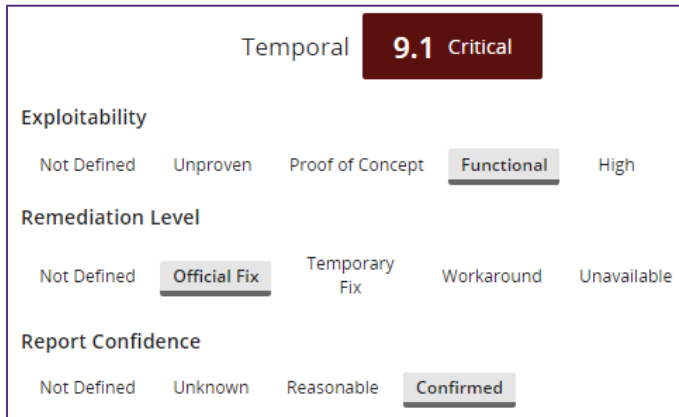 Temporal 9.1 Critical
Exploitability
Not Defined Unproven Proof of Concept Functional High
Remediation Level
Not Defined Official Fix Temporary Fix Workaround Unavailable
Report Confidence
Not Defined Unknown Reasonable Confirmed